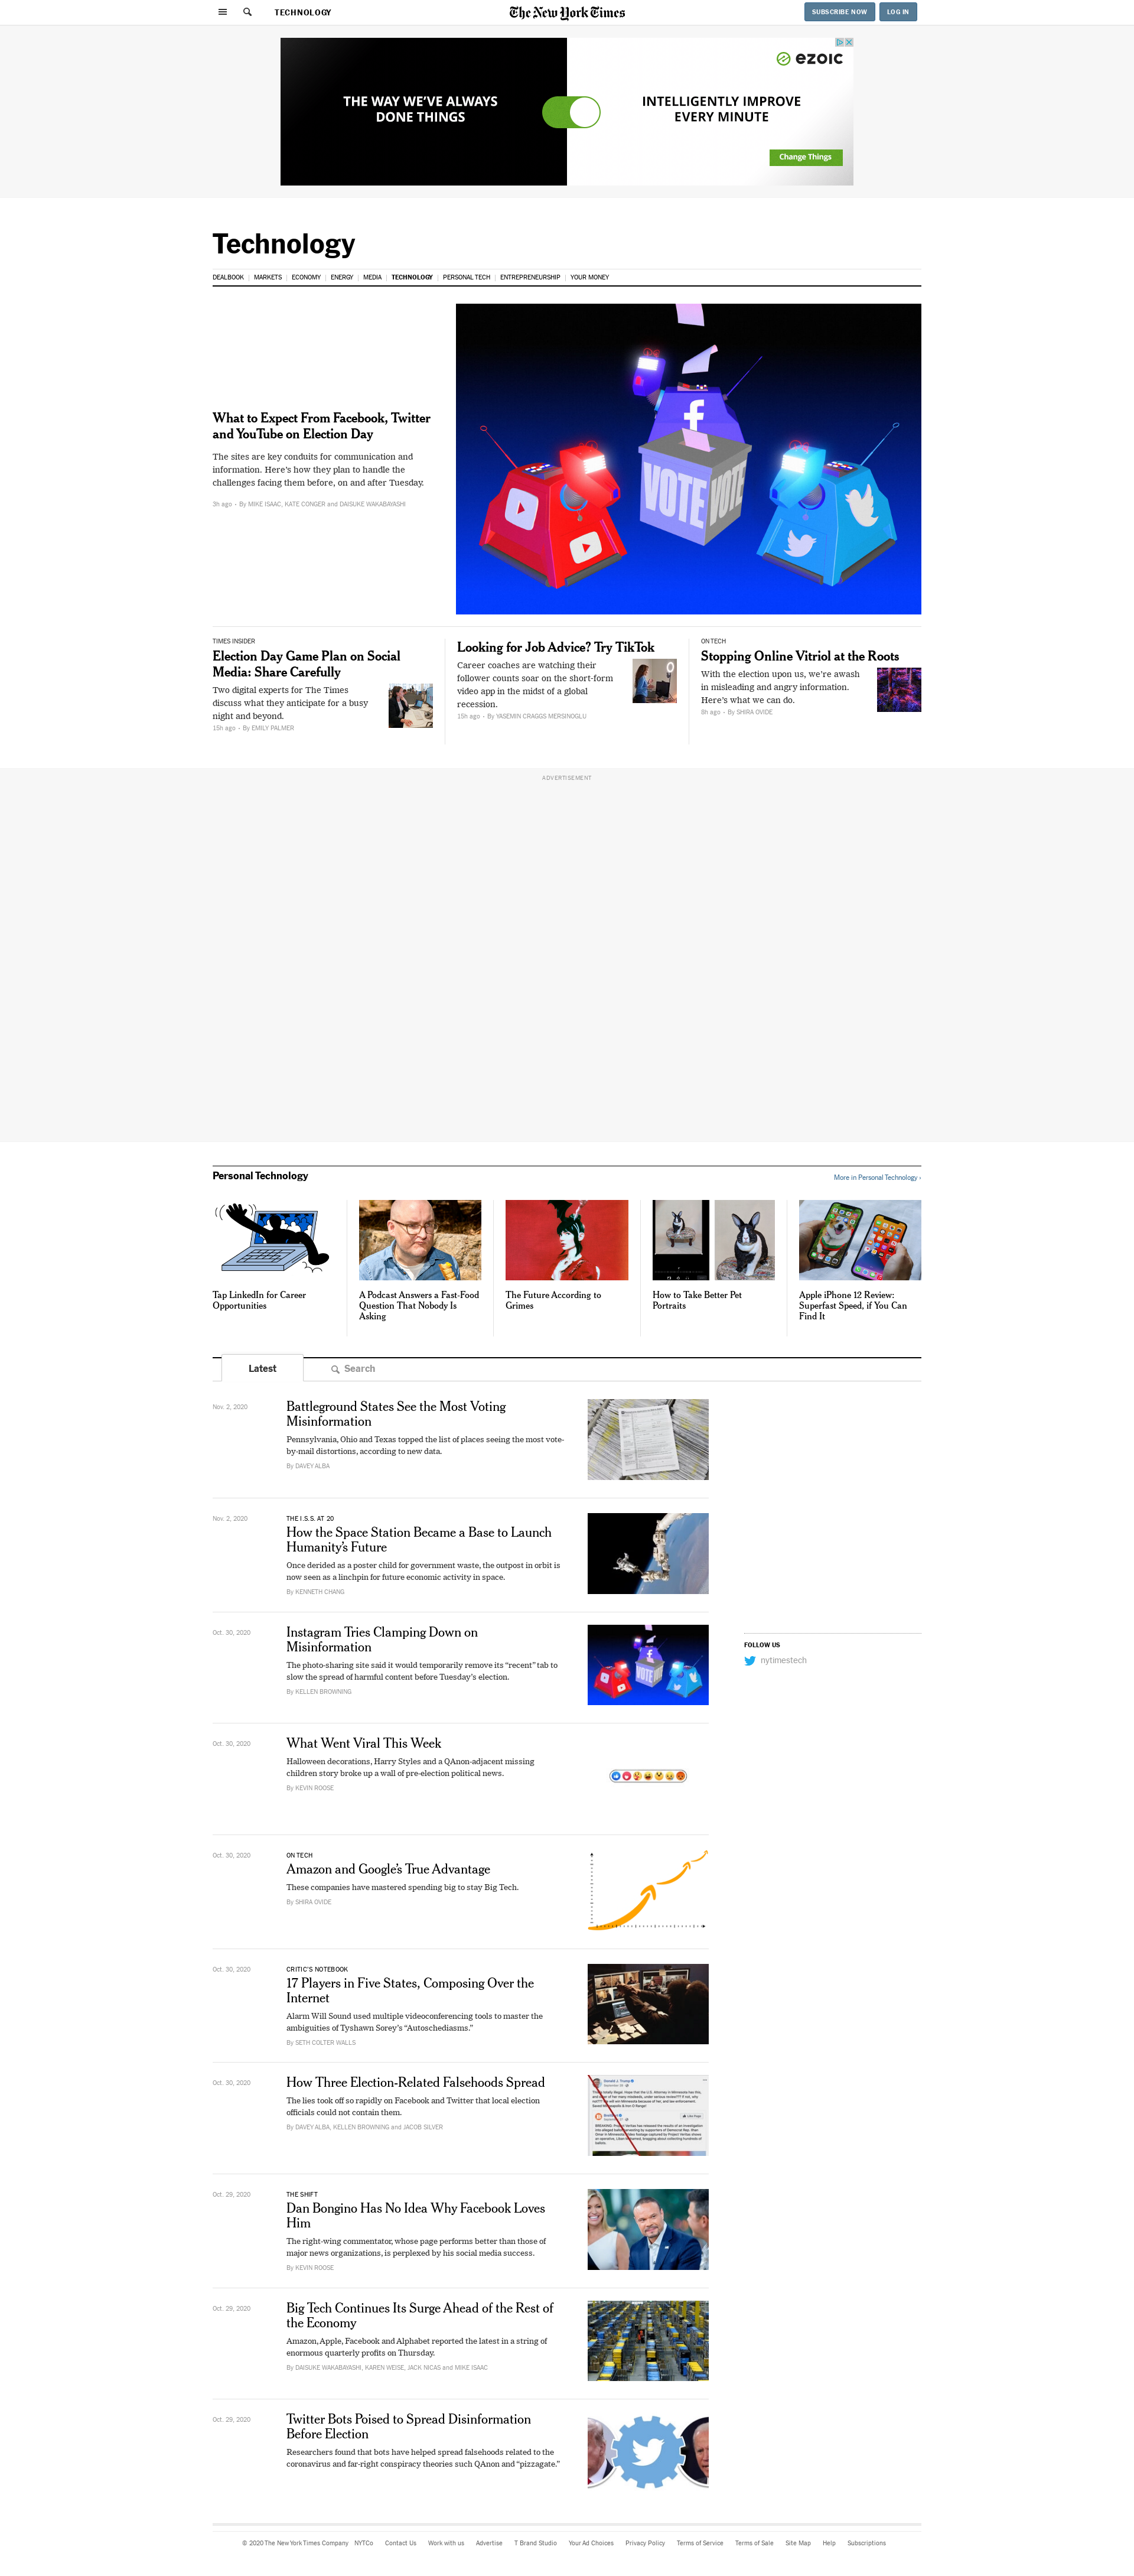 TECHNOLOGY
The New York Times
SUBSCRIBE NOW
LOG IN
THE WAY WE'VE ALWAYS
DONE THINGS
ezoic
INTELLIGENTLY IMPROVE
EVERY MINUTE
Change Things
Technology
DEALBOOK | MARKETS | ECONOMY | ENERGY | MEDIA | TECHNOLOGY | PERSONAL TECH | ENTREPRENEURSHIP | YOUR MONEY
What to Expect From Facebook, Twitter
and YouTube on Election Day
The sites are key conduits for communication and
information. Here's how they plan to handle the
challenges facing them before, on and after Tuesday.
3h ago • By MIKE ISAAC, KATE CONGER and DAISUKE WAKABAYASHI
VOTE
VOTE
TIMES INSIDER
Election Day Game Plan on Social
Media: Share Carefully
Two digital experts for The Times
discuss what they anticipate for a busy
night and beyond.
15h ago • By EMILY PALMER
Looking for Job Advice? Try TikTok
Career coaches are watching their
follower counts soar on the short-form
video app in the midst of a global
recession.
15h ago • By YASEMIN CRAGGS MERSINOGLU
ON TECH
Stopping Online Vitriol at the Roots
With the election upon us, we're awash
in misleading and angry information.
Here's what we can do.
8h ago • By SHIRA OVIDE
ADVERTISEMENT
Personal Technology
More in Personal Technology ›
Tap LinkedIn for Career
Opportunities
A Podcast Answers a Fast-Food
Question That Nobody Is
Asking
The Future According to
Grimes
How to Take Better Pet
Portraits
Apple iPhone 12 Review:
Superfast Speed, if You Can
Find It
Latest
Search
Nov. 2, 2020
Battleground States See the Most Voting
Misinformation
Pennsylvania, Ohio and Texas topped the list of places seeing the most vote-
by-mail distortions, according to new data.
By DAVEY ALBA
Nov. 2, 2020
THE I.S.S. AT 20
How the Space Station Became a Base to Launch
Humanity's Future
Once derided as a poster child for government waste, the outpost in orbit is
now seen as a linchpin for future economic activity in space.
By KENNETH CHANG
Oct. 30, 2020
Instagram Tries Clamping Down on
Misinformation
The photo-sharing site said it would temporarily remove its “recent” tab to
slow the spread of harmful content before Tuesday's election.
By KELLEN BROWNING
FOLLOW US
nytimestech
Oct. 30, 2020
What Went Viral This Week
Halloween decorations, Harry Styles and a QAnon-adjacent missing
children story broke up a wall of pre-election political news.
By KEVIN ROOSE
Oct. 30, 2020
ON TECH
Amazon and Google's True Advantage
These companies have mastered spending big to stay Big Tech.
By SHIRA OVIDE
Oct. 30, 2020
CRITIC'S NOTEBOOK
17 Players in Five States, Composing Over the
Internet
Alarm Will Sound used multiple videoconferencing tools to master the
ambiguities of Tyshawn Sorey's “Autoschediasms.”
By SETH COLTER WALLS
Oct. 30, 2020
How Three Election-Related Falsehoods Spread
The lies took off so rapidly on Facebook and Twitter that local election
officials could not contain them.
By DAVEY ALBA, KELLEN BROWNING and JACOB SILVER
Oct. 29, 2020
THE SHIFT
Dan Bongino Has No Idea Why Facebook Loves
Him
The right-wing commentator, whose page performs better than those of
major news organizations, is perplexed by his social media success.
By KEVIN ROOSE
Oct. 29, 2020
Big Tech Continues Its Surge Ahead of the Rest of
the Economy
Amazon, Apple, Facebook and Alphabet reported the latest in a string of
enormous quarterly profits on Thursday.
By DAISUKE WAKABAYASHI, KAREN WEISE, JACK NICAS and MIKE ISAAC
Oct. 29, 2020
Twitter Bots Poised to Spread Disinformation
Before Election
Researchers found that bots have helped spread falsehoods related to the
coronavirus and far-right conspiracy theories such QAnon and “pizzagate.”
© 2020 The New York Times Company NYTCo Contact Us Work with us Advertise T Brand Studio Your Ad Choices Privacy Policy Terms of Service Terms of Sale Site Map Help Subscriptions